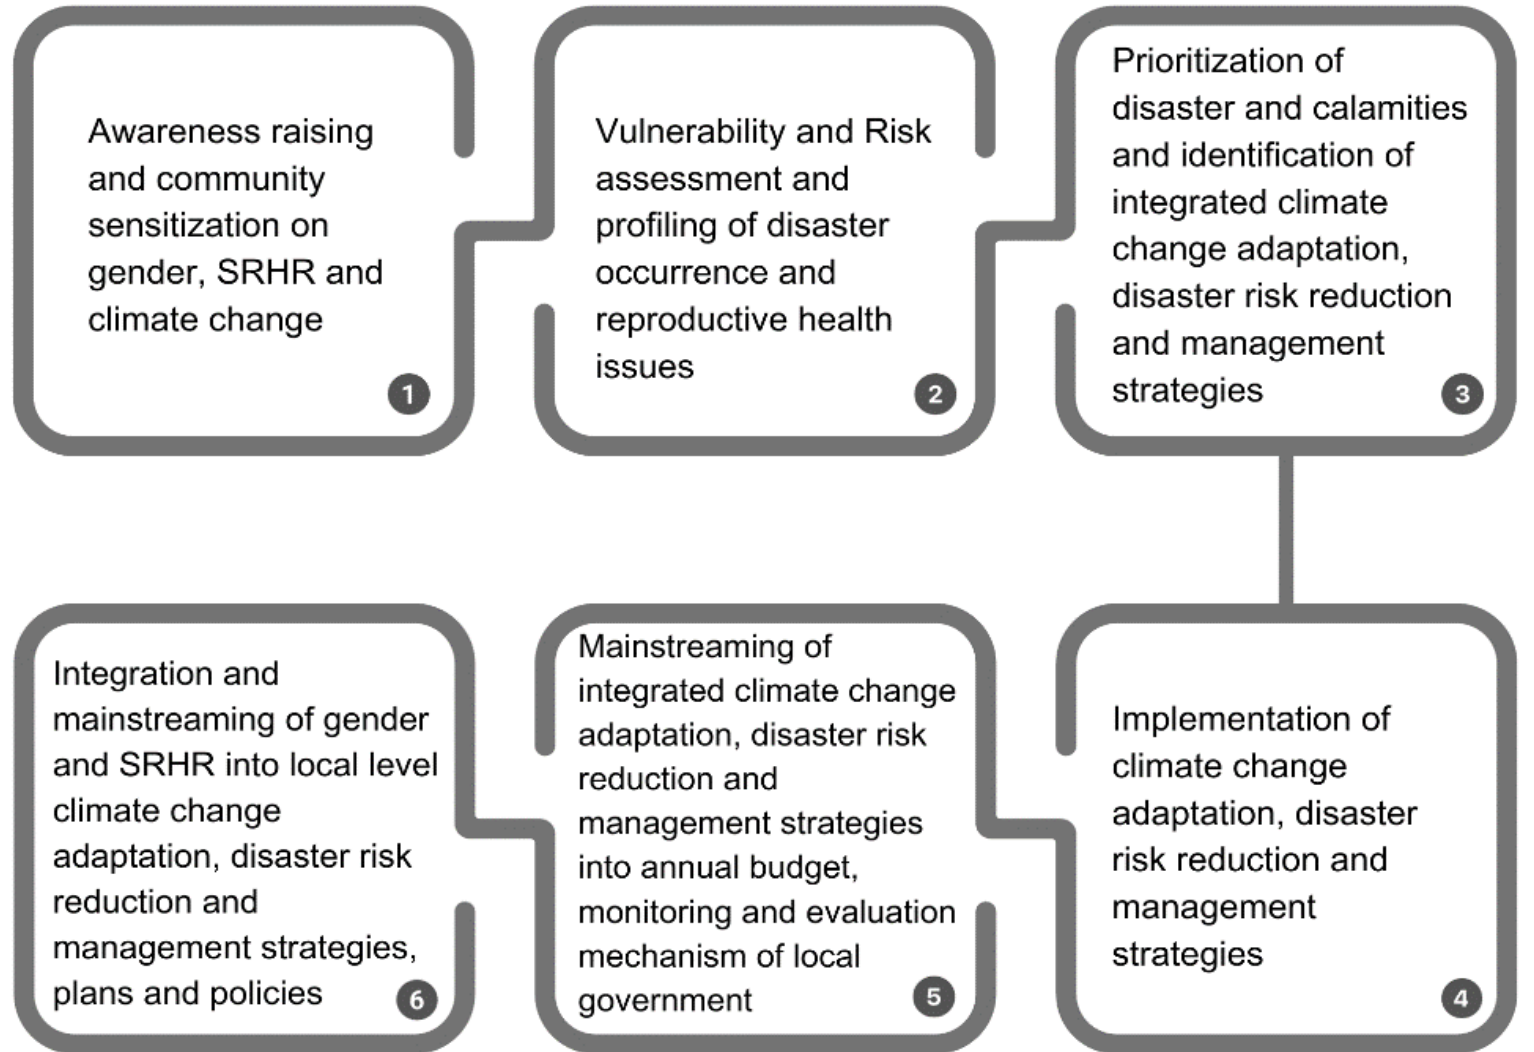 Awareness raising
and community
sensitization on
gender, SRHR and
climate change
1
Vulnerability and Risk
assessment and
profiling of disaster
occurrence and
reproductive health
issues
2
Prioritization of
disaster and calamities
and identification of
integrated climate
change adaptation,
disaster risk reduction
and management
strategies
3
Implementation of
climate change
adaptation, disaster
risk reduction and
management
strategies
4
Mainstreaming of
integrated climate change
adaptation, disaster risk
reduction and
management strategies
into annual budget,
monitoring and evaluation
mechanism of local
government
5
Integration and
mainstreaming of gender
and SRHR into local level
climate change
adaptation, disaster risk
reduction and
management strategies,
plans and policies
6